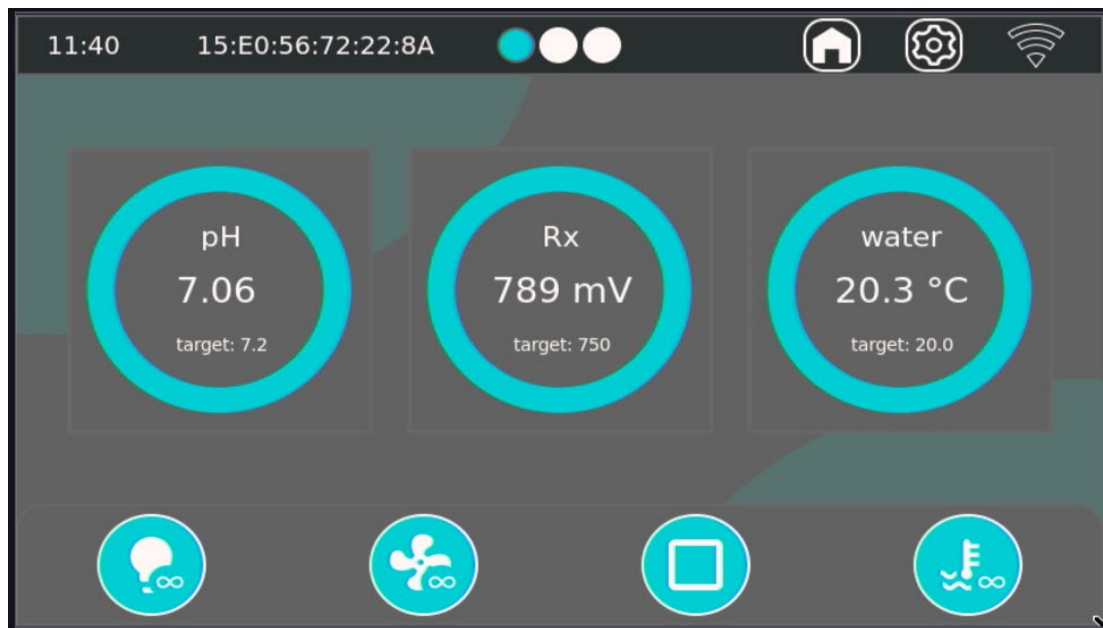 11:40 15:E0:56:72:22:8A
pH
7.06
target: 7.2
Rx
789 mV
target: 750
water
20.3 °C
target: 20.0
∞
∞
∞